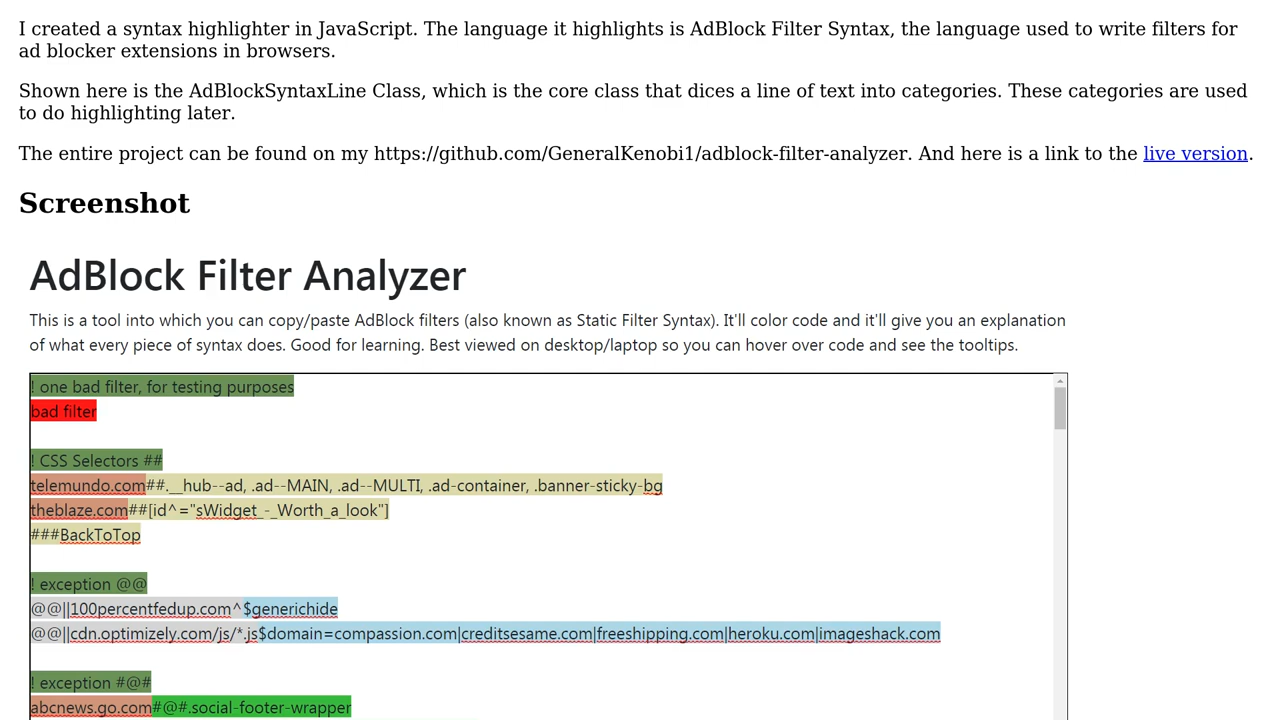 I created a syntax highlighter in JavaScript. The language it highlights is AdBlock Filter Syntax, the language used to write filters for
ad blocker extensions in browsers.
Shown here is the AdBlockSyntaxLine Class, which is the core class that dices a line of text into categories. These categories are used
to do highlighting later.
The entire project can be found on my https://github.com/GeneralKenobi1/adblock-filter-analyzer. And here is a link to the live version.
Screenshot
AdBlock Filter Analyzer
This is a tool into which you can copy/paste AdBlock filters (also known as Static Filter Syntax). It'll color code and it'll give you an explanation
of what every piece of syntax does. Good for learning. Best viewed on desktop/laptop so you can hover over code and see the tooltips.
! one bad filter, for testing purposes
bad filter
! CSS Selectors ##
telemundo.com##.__hub--ad, .ad--MAIN, .ad--MULTI, .ad-container, .banner-sticky-bg
theblaze.com##[id^="sWidget_-_Worth_a_look"]
###BackToTop
! exception @@
@@||100percentfedup.com^$generichide
@@||cdn.optimizely.com/js/*.js$domain=compassion.com|creditsesame.com|freeshipping.com|heroku.com|imageshack.com
! exception #@#
abcnews.go.com#@#.social-footer-wrapper